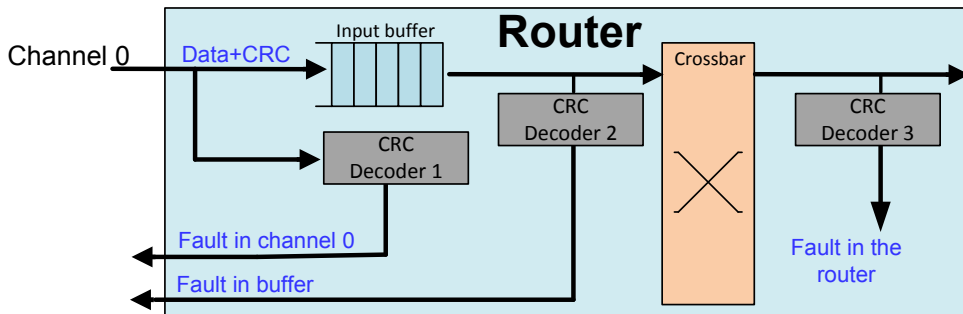 Router
Input buffer
Channel 0
Data+CRC
Crossbar
CRC
Decoder 1
CRC
Decoder 2
CRC
Decoder 3
Fault in channel 0
Fault in buffer
Fault in the
router